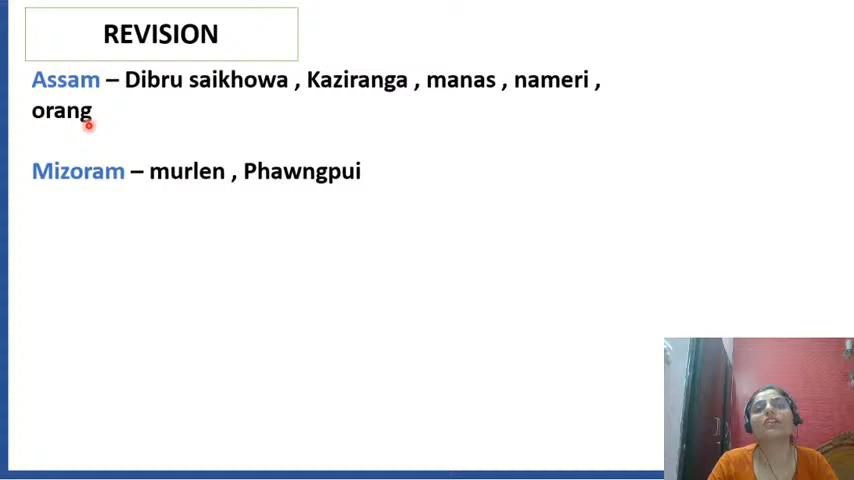 REVISION
Assam – Dibru saikhowa , Kaziranga , manas , nameri ,
orang
Mizoram – murlen , Phawngpui